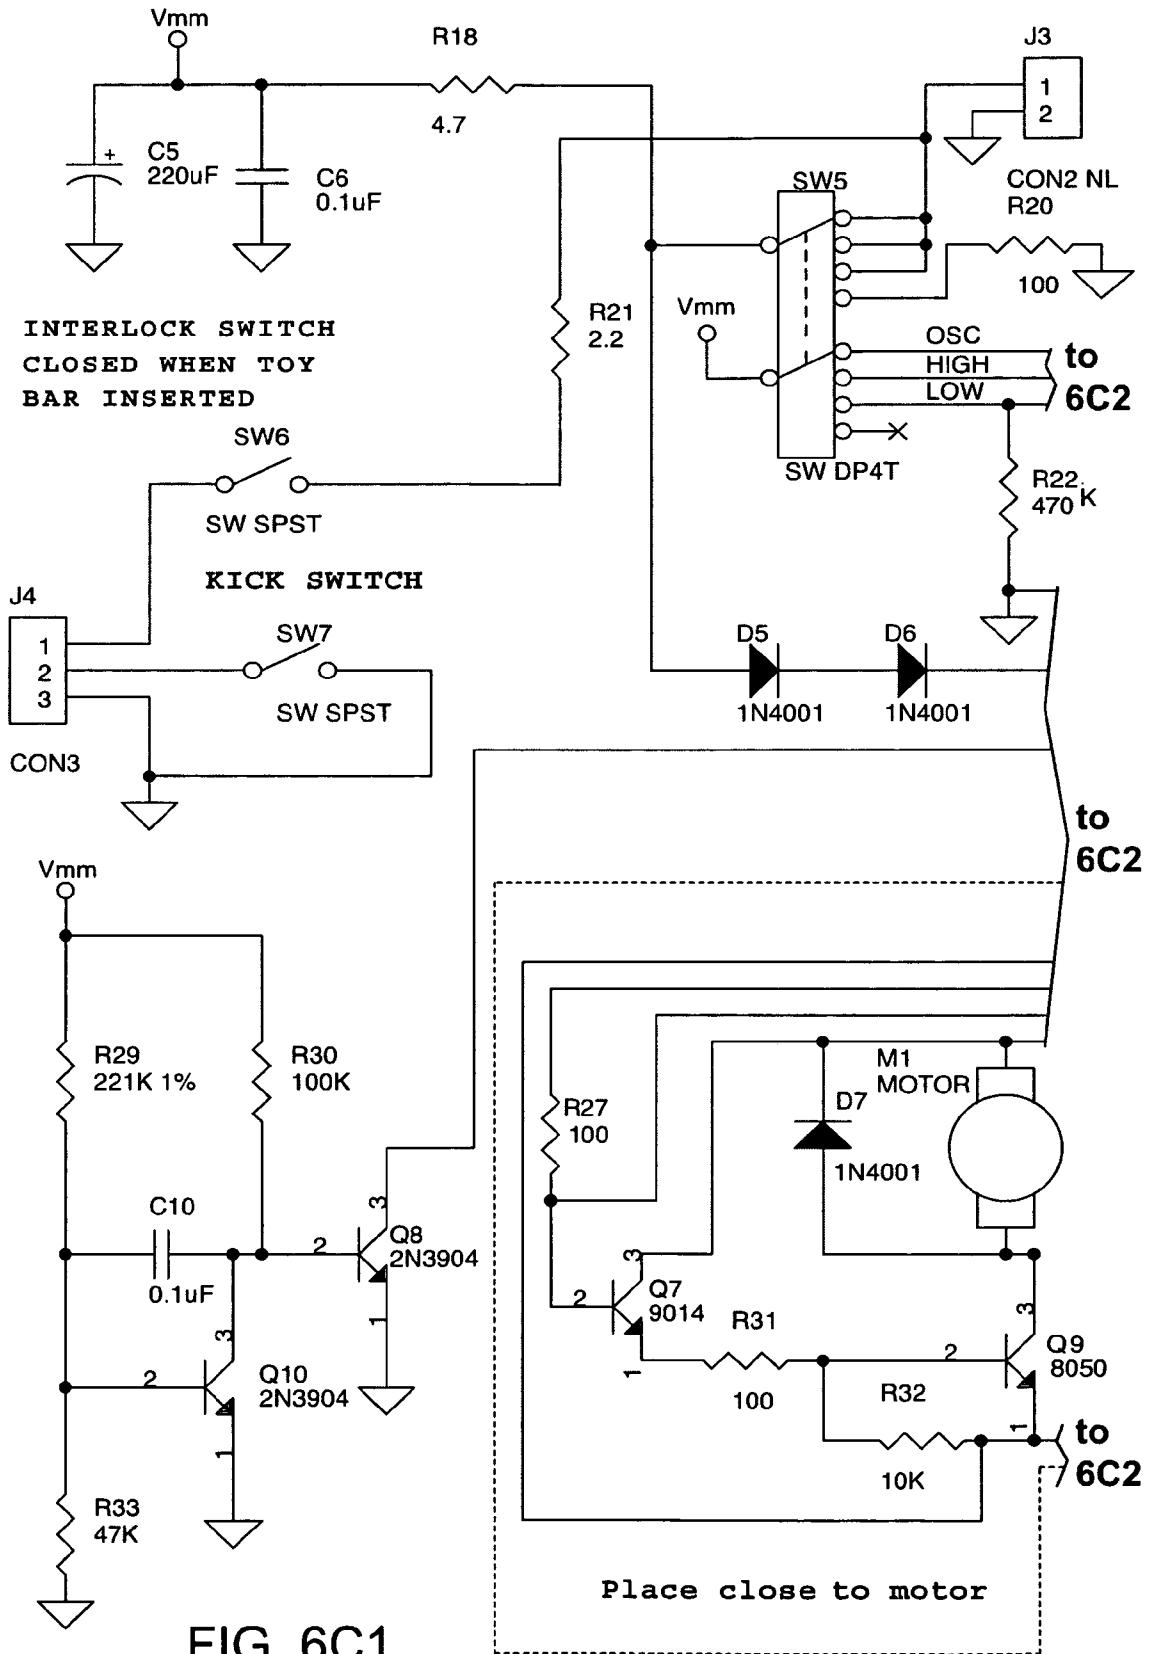 Vmm
R18
4.7
J3
1
2
C5
220uF
+
C6
0.1uF
SW5
CON2 NL
R20
100
R21
2.2
Vmm
OSC
HIGH
LOW
to
6C2
INTERLOCK SWITCH
CLOSED WHEN TOY
BAR INSERTED
SW6
SW SPST
SW DP4T
R22
470 K
KICK SWITCH
J4
1
2
3
CON3
SW7
SW SPST
D5
1N4001
D6
1N4001
to
6C2
Vmm
R29
221K 1%
R30
100K
R27
100
M1
MOTOR
D7
1N4001
C10
0.1uF
2
3
1
Q8
2N3904
2
3
1
Q10
2N3904
2
3
1
Q7
9014
R31
100
2
3
1
Q9
8050
R32
10K
to
6C2
R33
47K
Place close to motor
FIG. 6C1